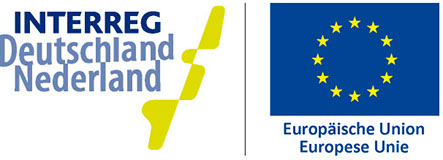 INTERREG
Deutschland
Nederland
Europäische Union
Europese Unie